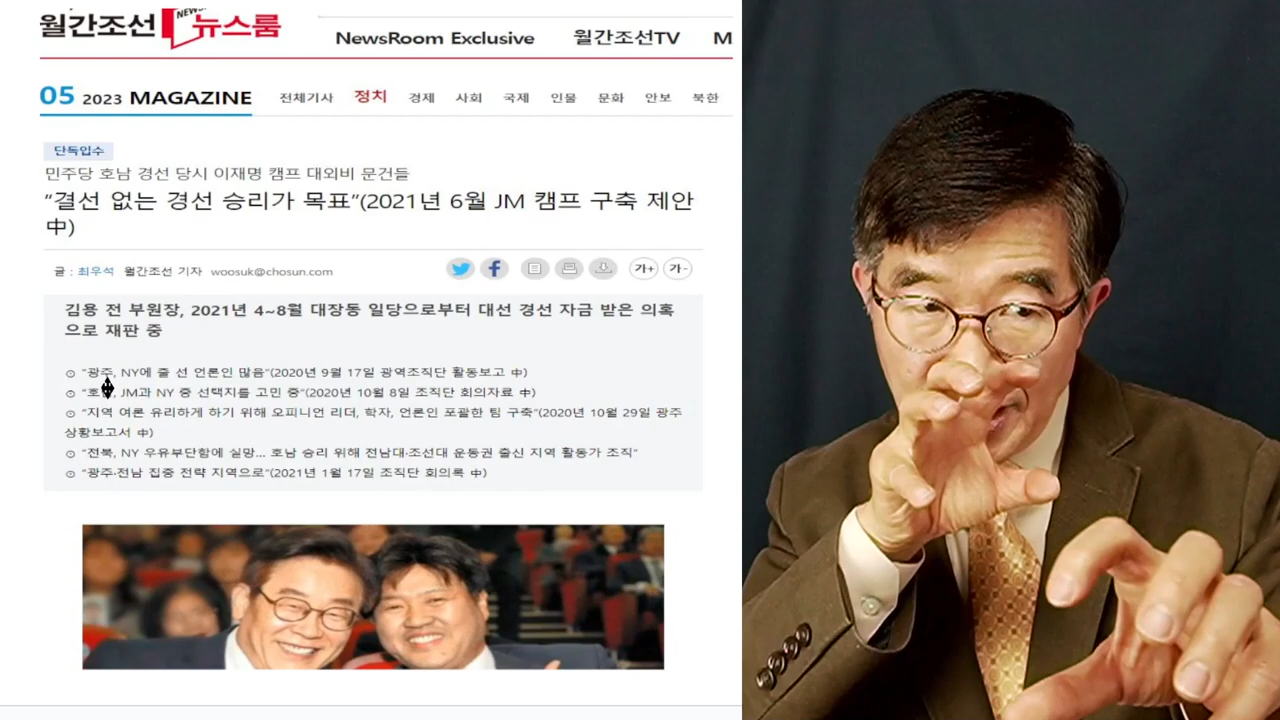 월간조선 NEWS 뉴스룸
NewsRoom Exclusive 월간조선TV M
05 2023 MAGAZINE 전체기사 정치 경제 사회 국제 인물 문화 안보 북한
단독입수
민주당 호남 경선 당시 이재명 캠프 대외비 문건들
“결선 없는 경선 승리가 목표”(2021년 6월 JM 캠프 구축 제안
中)
글 : 최우석 월간조선 기자 woosuk@chosun.com 가+ 가-
김용 전 부원장, 2021년 4~8월 대장동 일당으로부터 대선 경선 자금 받은 의혹
으로 재판 중
⊙ “광주, NY에 줄 선 언론인 많음”(2020년 9월 17일 광역조직단 활동보고 中)
⊙ JM과 NY 중 선택지를 고민 중”(2020년 10월 8일 조직단 회의자료 中)
⊙ “지역 여론 유리하게 하기 위해 오피니언 리더, 학자, 언론인 포괄한 팀 구축”(2020년 10월 29일 광주
상황보고서 中)
⊙ “전북, NY 우유부단함에 실망… 호남 승리 위해 전남대·조선대 운동권 출신 지역 활동가 조직”
⊙ “광주·전남 집중 전략 지역으로”(2021년 1월 17일 조직단 회의록 中)